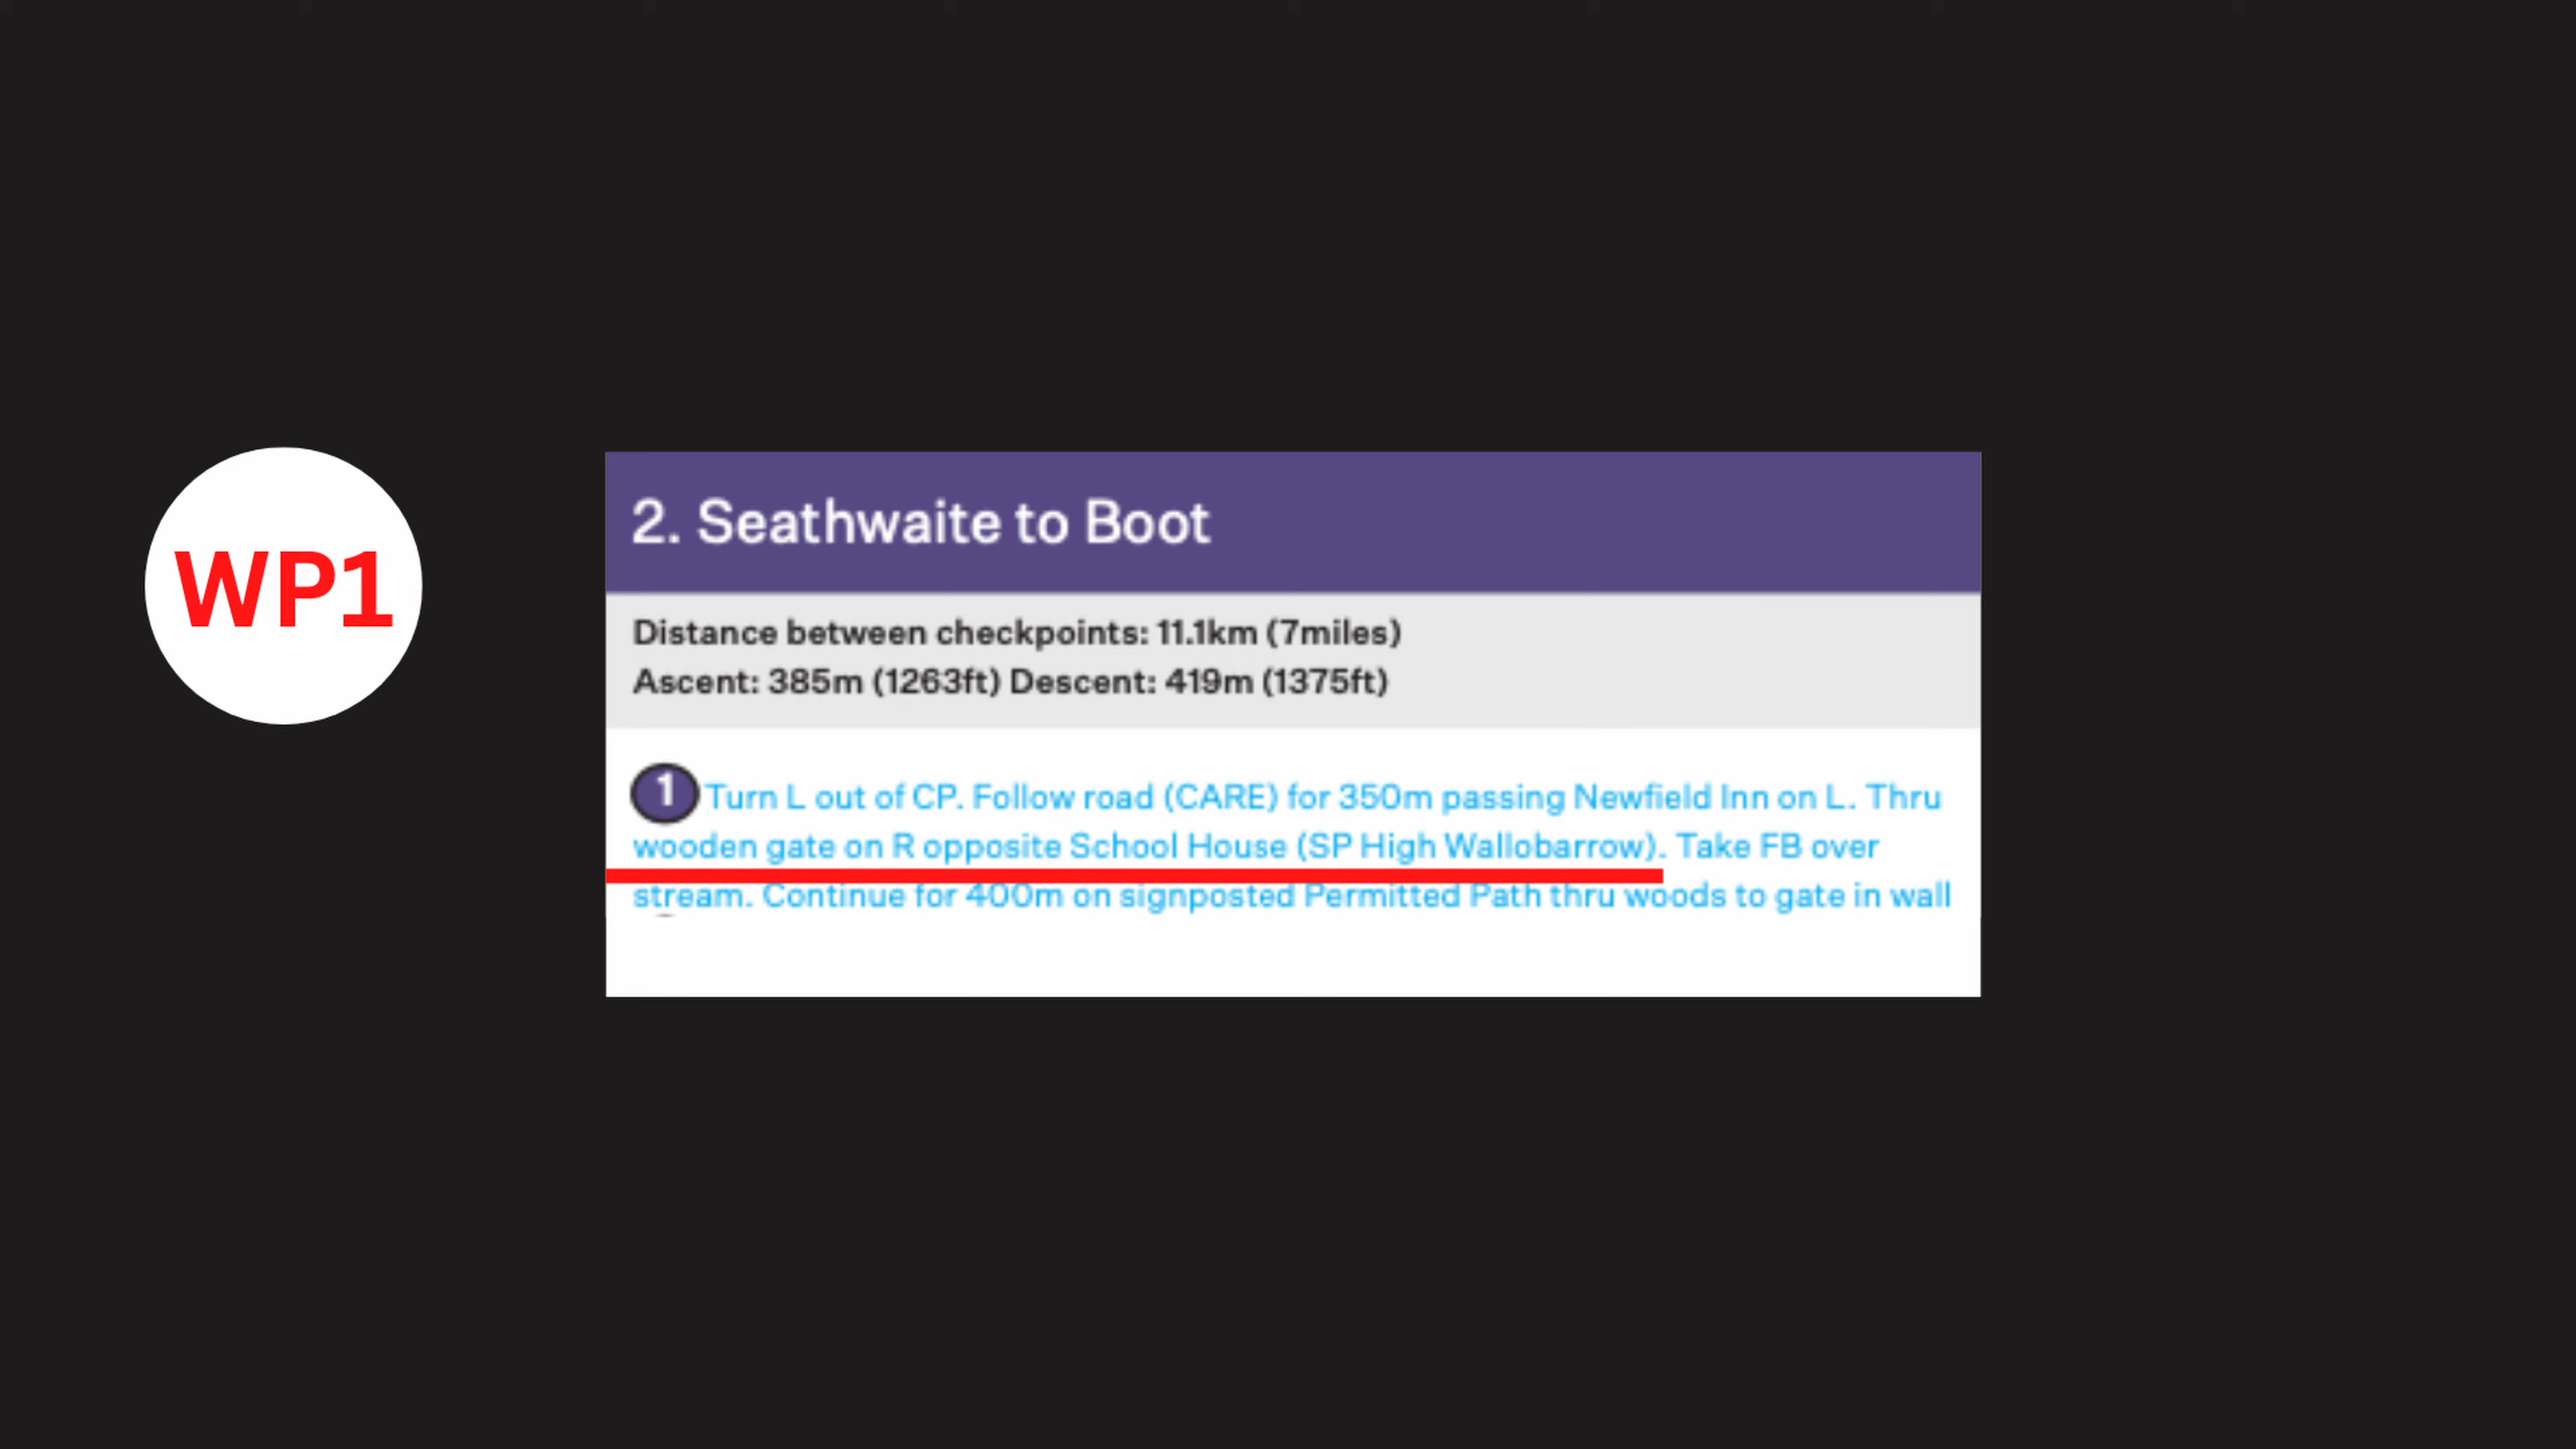 WP1
2. Seathwaite to Boot
Distance between checkpoints: 11.1km (7miles)
Ascent: 385m (1263ft) Descent: 419m (1375ft)
1 Turn L out of CP. Follow road (CARE) for 350m passing Newfield Inn on L. Thru
wooden gate on R opposite School House (SP High Wallobarrow). Take FB over
stream. Continue for 400m on signposted Permitted Path thru woods to gate in wall